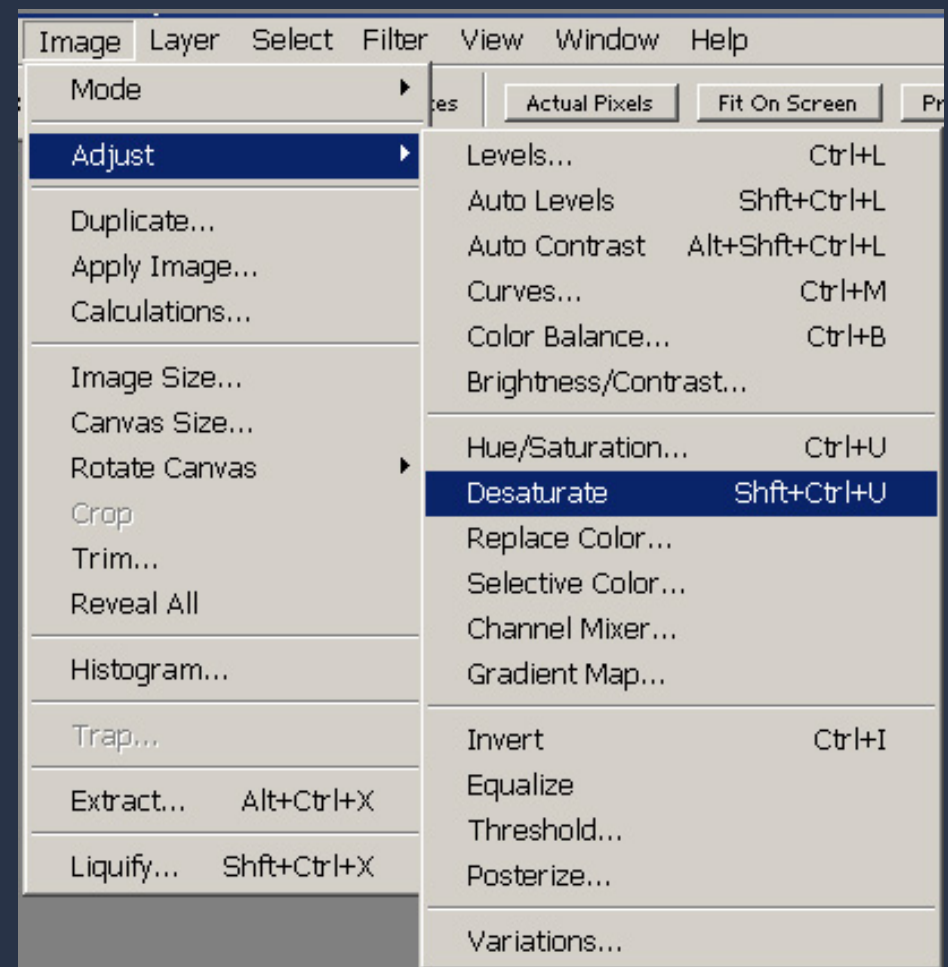 Image Layer Select Filter View Window Help
Actual Pixels Fit On Screen
Mode
Adjust
Duplicate...
Apply Image...
Calculations...
Image Size...
Canvas Size...
Rotate Canvas
Crop
Trim...
Reveal All
Histogram...
Trap...
Extract... Alt+Ctrl+X
Liquify... Shft+Ctrl+X
Levels... Ctrl+L
Auto Levels Shft+Ctrl+L
Auto Contrast Alt+Shft+Ctrl+L
Curves... Ctrl+M
Color Balance... Ctrl+B
Brightness/Contrast...
Hue/Saturation... Ctrl+U
Desaturate Shft+Ctrl+U
Replace Color...
Selective Color...
Channel Mixer...
Gradient Map...
Invert Ctrl+I
Equalize
Threshold...
Posterize...
Variations...